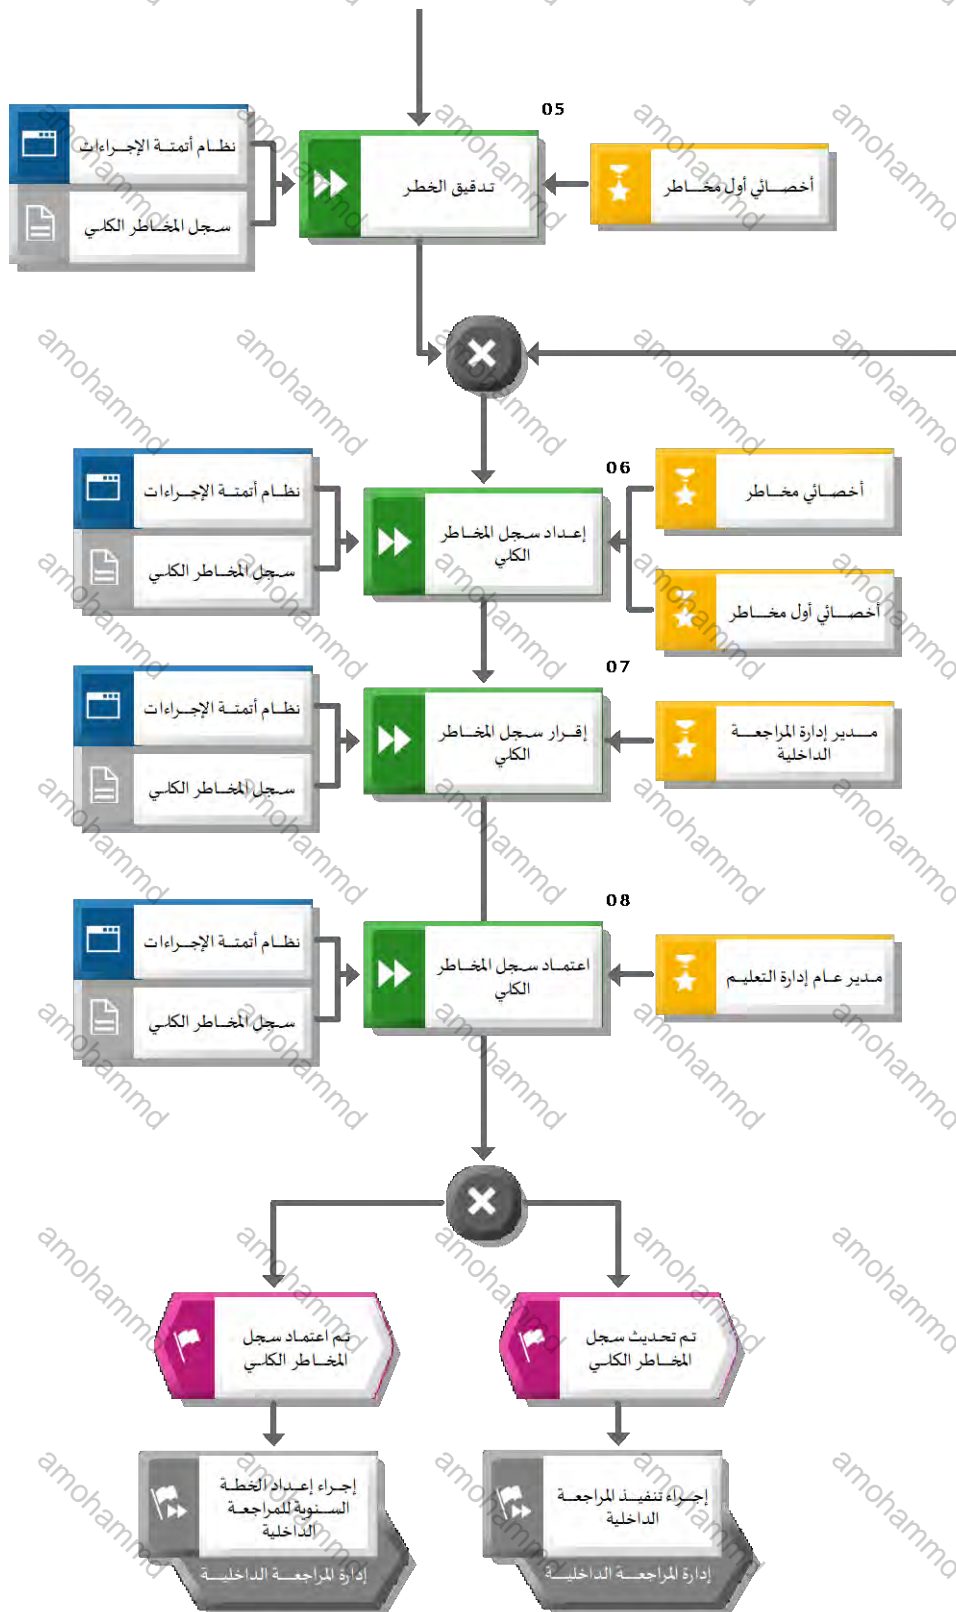 05
أخصائي أول مخاطر
تدقيق الخطر
نظام أتمتة الإجراءات
سجل المخاطر الكلي
06
أخصائي مخاطر
أخصائي أول مخاطر
إعداد سجل المخاطر
الكلي
نظام أتمتة الإجراءات
سجل المخاطر الكلي
07
مدير إدارة المراجعة
الداخلية
إقرار سجل المخاطر
الكلي
نظام أتمتة الإجراءات
سجل المخاطر الكلي
08
مدير عام إدارة التعليم
اعتماد سجل المخاطر
الكلي
نظام أتمتة الإجراءات
سجل المخاطر الكلي
تم تحديث سجل
المخاطر الكلي
تم اعتماد سجل
المخاطر الكلي
إجراء تنفيذ المراجعة
الداخلية
إدارة المراجعة الداخلية
إجراء إعداد الخطة
السنوية للمراجعة
الداخلية
إدارة المراجعة الداخلية
amohammd